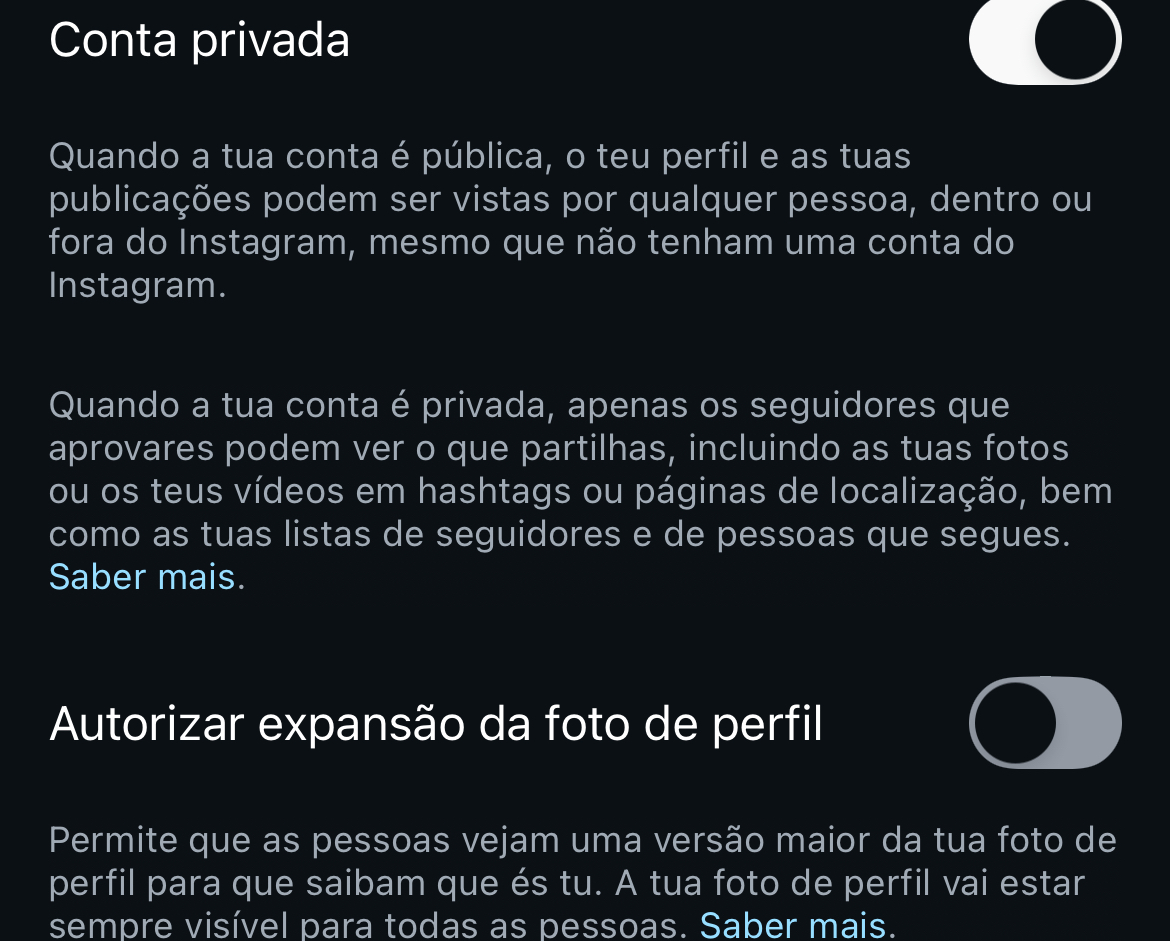 Conta privada
Quando a tua conta é pública, o teu perfil e as tuas
publicações podem ser vistas por qualquer pessoa, dentro ou
fora do Instagram, mesmo que não tenham uma conta do
Instagram.
Quando a tua conta é privada, apenas os seguidores que
aprovares podem ver o que partilhas, incluindo as tuas fotos
ou os teus vídeos em hashtags ou páginas de localização, bem
como as tuas listas de seguidores e de pessoas que segues.
Saber mais.
Autorizar expansão da foto de perfil
Permite que as pessoas vejam uma versão maior da tua foto de
perfil para que saibam que és tu. A tua foto de perfil vai estar
sempre visível para todas as pessoas. Saber mais.